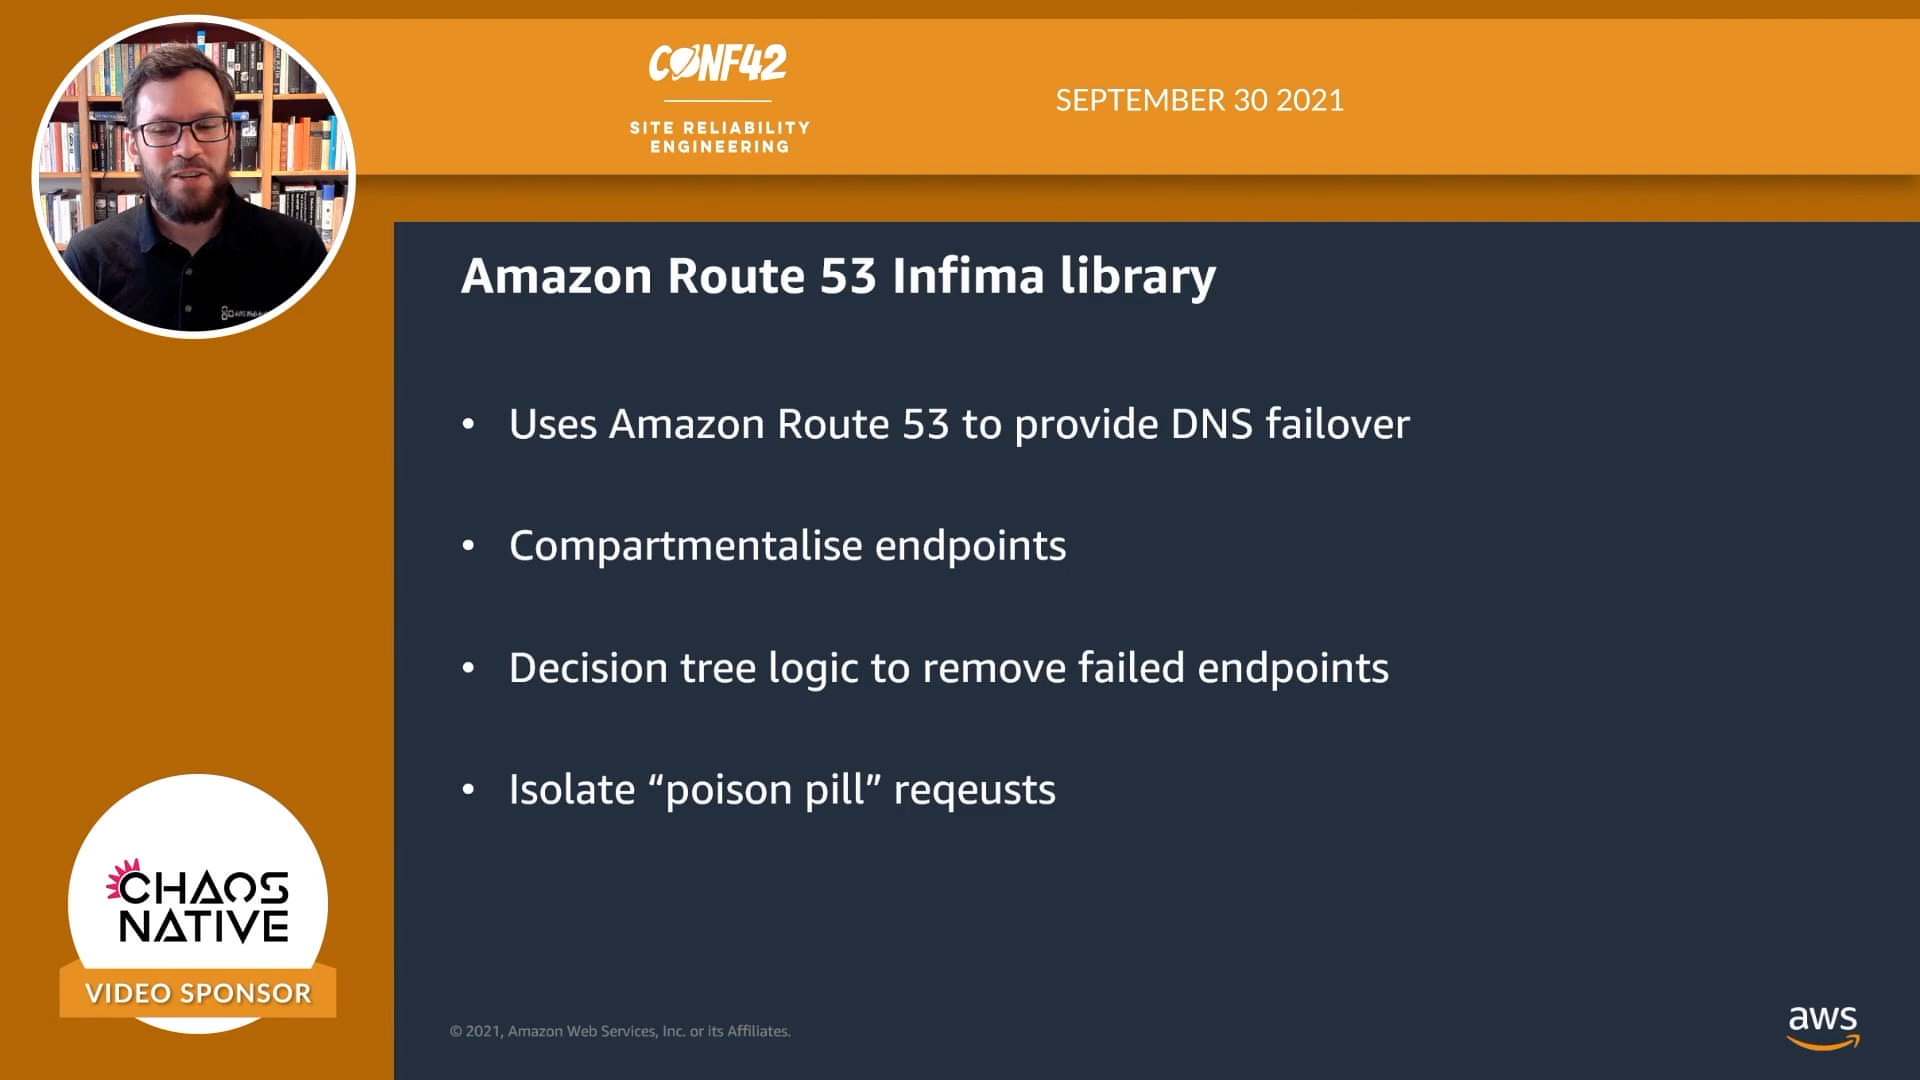 CONF42
SITE RELIABILITY
ENGINEERING
SEPTEMBER 30 2021
Amazon Route 53 Infima library
• Uses Amazon Route 53 to provide DNS failover
• Compartmentalise endpoints
• Decision tree logic to remove failed endpoints
• Isolate “poison pill” reqeusts
CHAOS
NATIVE
VIDEO SPONSOR
© 2021, Amazon Web Services, Inc. or its Affiliates.
aws